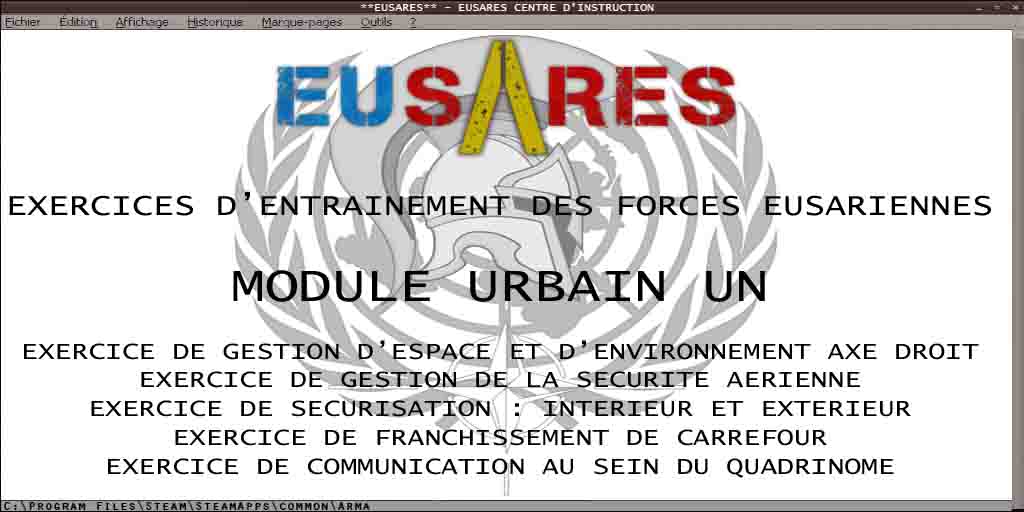 **EUSARES** - EUSARES CENTRE D'INSTRUCTION
Fichier Édition Affichage Historique Marque-pages Outils ?
EUSARES
EXERCICES D'ENTRAINEMENT DES FORCES EUSARIENNES
MODULE URBAIN UN
EXERCICE DE GESTION D'ESPACE ET D'ENVIRONNEMENT AXE DROIT
EXERCICE DE GESTION DE LA SECURITE AERIENNE
EXERCICE DE SECURISATION : INTERIEUR ET EXTERIEUR
EXERCICE DE FRANCHISSEMENT DE CARREFOUR
EXERCICE DE COMMUNICATION AU SEIN DU QUADRINOME
C:\Program Files\Steam\SteamApps\common\Arma